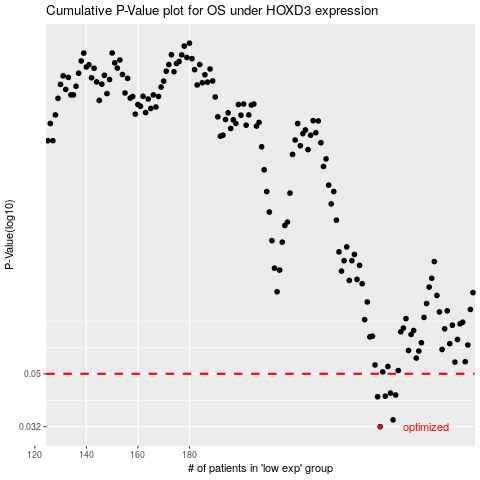 Cumulative P-Value plot for OS under HOXD3 expression
P-Value(log10)
0.05
0.032
optimized
120 140 160 180
# of patients in 'low exp' group